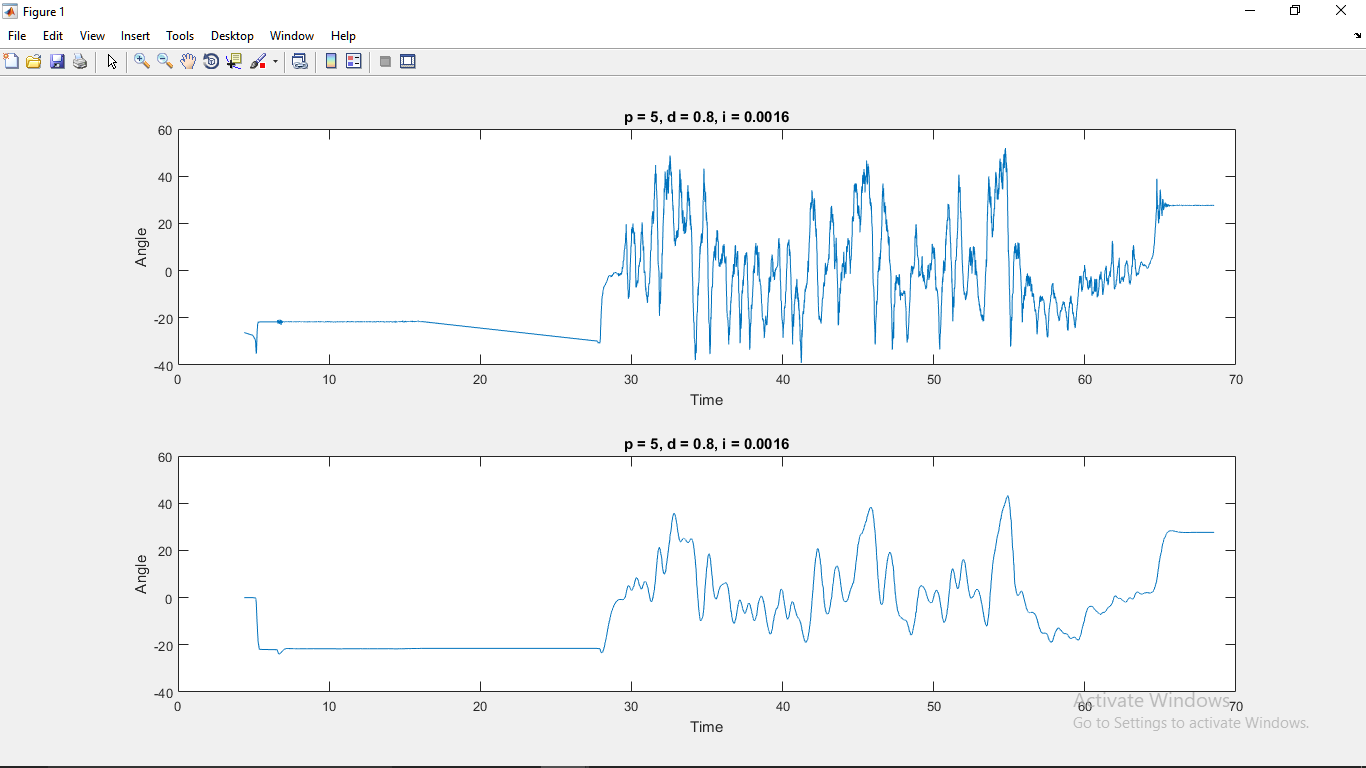 Figure 1
File Edit View Insert Tools Desktop Window Help
p = 5, d = 0.8, i = 0.0016
60
40
20
0
-20
-40
Angle
0 10 20 30 40 50 60 70
Time
p = 5, d = 0.8, i = 0.0016
60
40
20
0
-20
-40
Angle
0 10 20 30 40 50 60 70
Time
Activate Windows
Go to Settings to activate Windows.